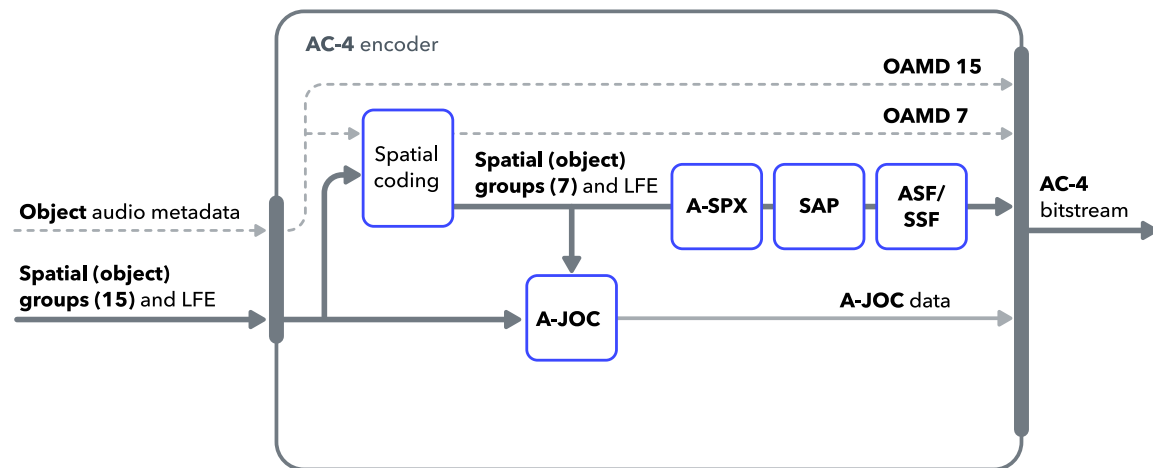 AC-4 encoder
OAMD 15
OAMD 7
Spatial
coding
Spatial (object)
groups (7) and LFE
A-SPX
SAP
ASF/
SSF
AC-4
bitstream
Object audio metadata
Spatial (object)
groups (15) and LFE
A-JOC
A-JOC data